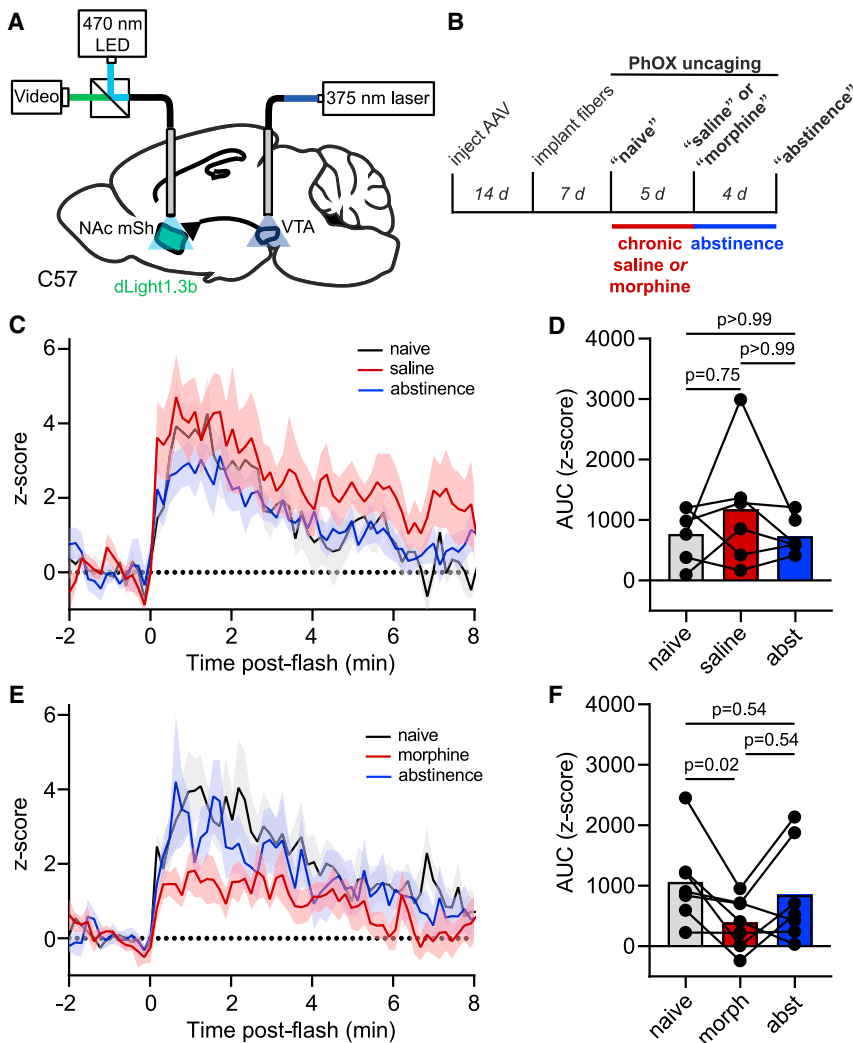 A
470 nm
LED
Video
375 nm laser
NAc mSh
VTA
C57
dLight1.3b
B
PhOX uncaging
inject AAV
implant fibers
“naive”
“saline” or
“morphine”
“abstinence”
14 d
7 d
5 d
4 d
chronic
saline or
morphine
abstinence
C
6
4
2
0
z-score
naive
saline
abstinence
-2
0
2
4
6
8
Time post-flash (min)
D
4000
3000
2000
1000
0
AUC (z-score)
p>0.99
p>0.99
p=0.75
naive
saline
abst
E
6
4
2
0
z-score
naive
morphine
abstinence
-2
0
2
4
6
8
Time post-flash (min)
F
4000
3000
2000
1000
0
AUC (z-score)
p=0.54
p=0.02
p=0.54
naive
morph
abst